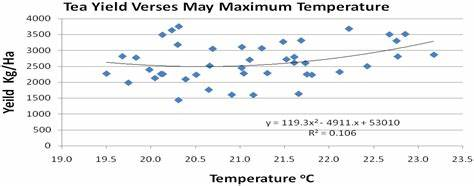 Tea Yield Verses May Maximum Temperature
Yeild Kg/Ha
4000
3500
3000
2500
2000
1500
1000
500
0
y = 119.3x² - 4911.x + 53010
R² = 0.106
19.0 19.5 20.0 20.5 21.0 21.5 22.0 22.5 23.0 23.5
Temperature ºC